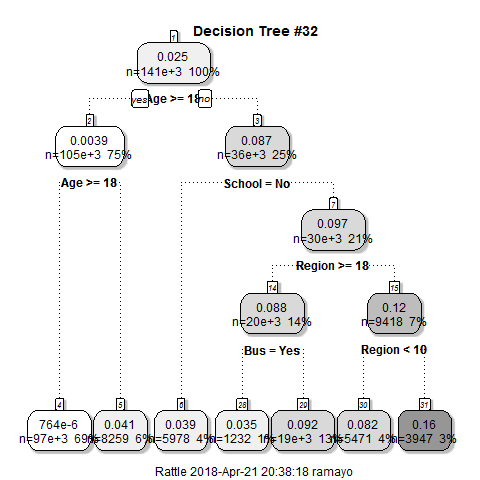 Decision Tree #32
1
0.025
n=141e+3 100%
yes Age >= 18 no
2
0.0039
n=105e+3 75%
3
0.087
n=36e+3 25%
Age >= 18
School = No
7
0.097
n=30e+3 21%
Region >= 18
14
0.088
n=20e+3 14%
15
0.12
n=9418 7%
Bus = Yes
Region < 10
4
764e-6
n=97e+3 69%
5
0.041
n=8259 6%
6
0.039
n=5978 4%
28
0.035
n=1232 1%
29
0.092
n=19e+3 13%
30
0.082
n=5471 4%
31
0.16
n=3947 3%
Rattle 2018-Apr-21 20:38:18 ramayo